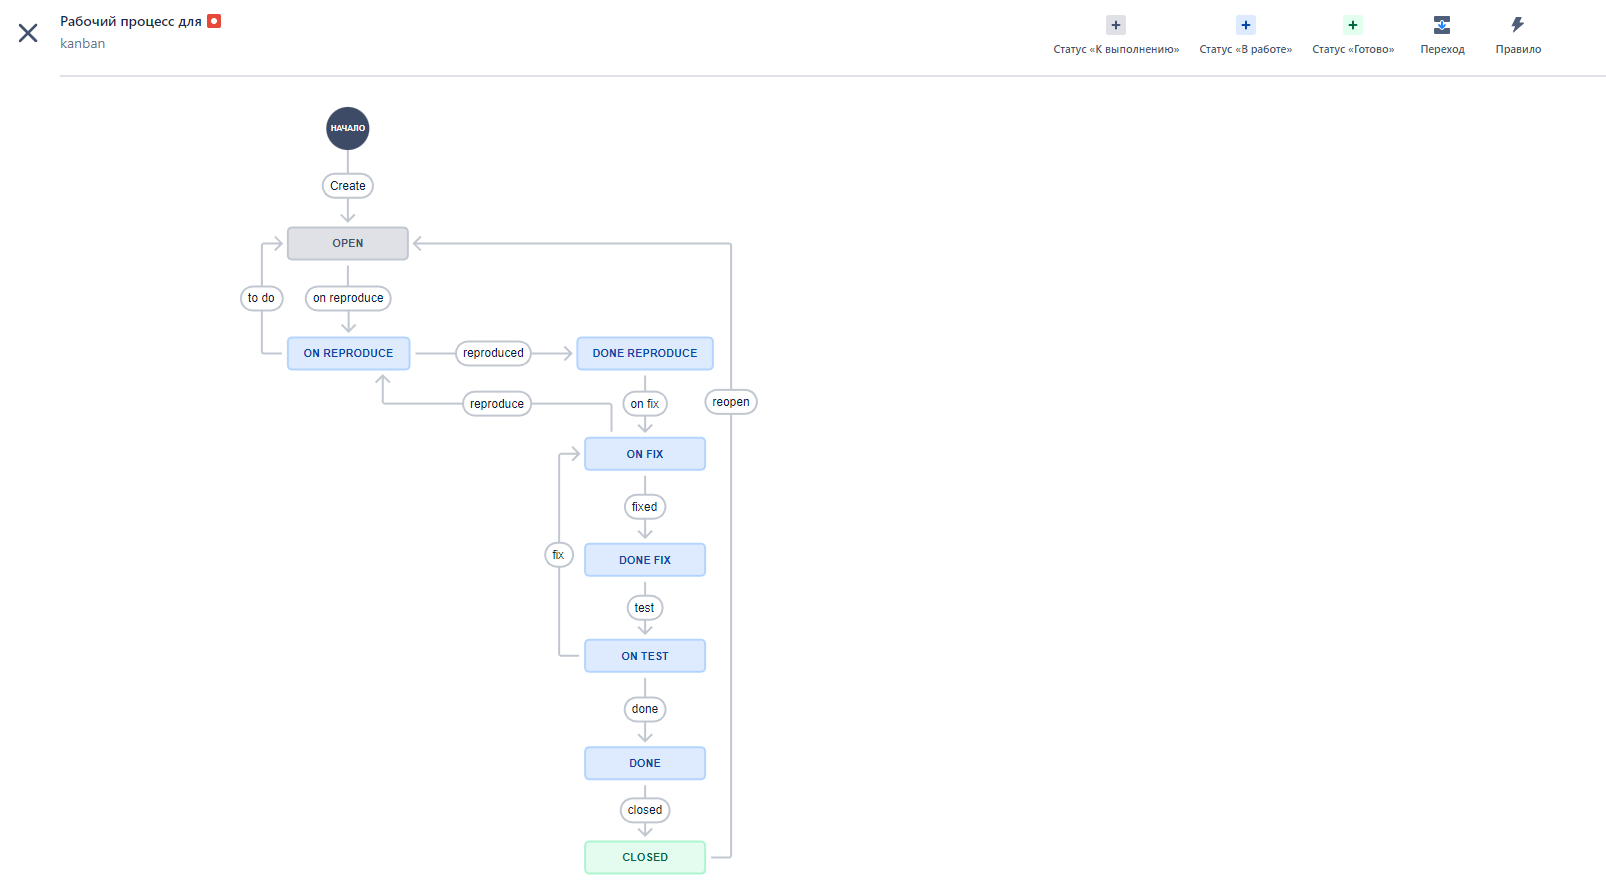 Рабочий процесс для
kanban
Статус «К выполнению»
Статус «В работе»
Статус «Готово»
Переход
Правило
НАЧАЛО
Create
OPEN
to do
on reproduce
ON REPRODUCE
reproduced
DONE REPRODUCE
reproduce
on fix
reopen
ON FIX
fixed
fix
DONE FIX
test
ON TEST
done
DONE
closed
CLOSED